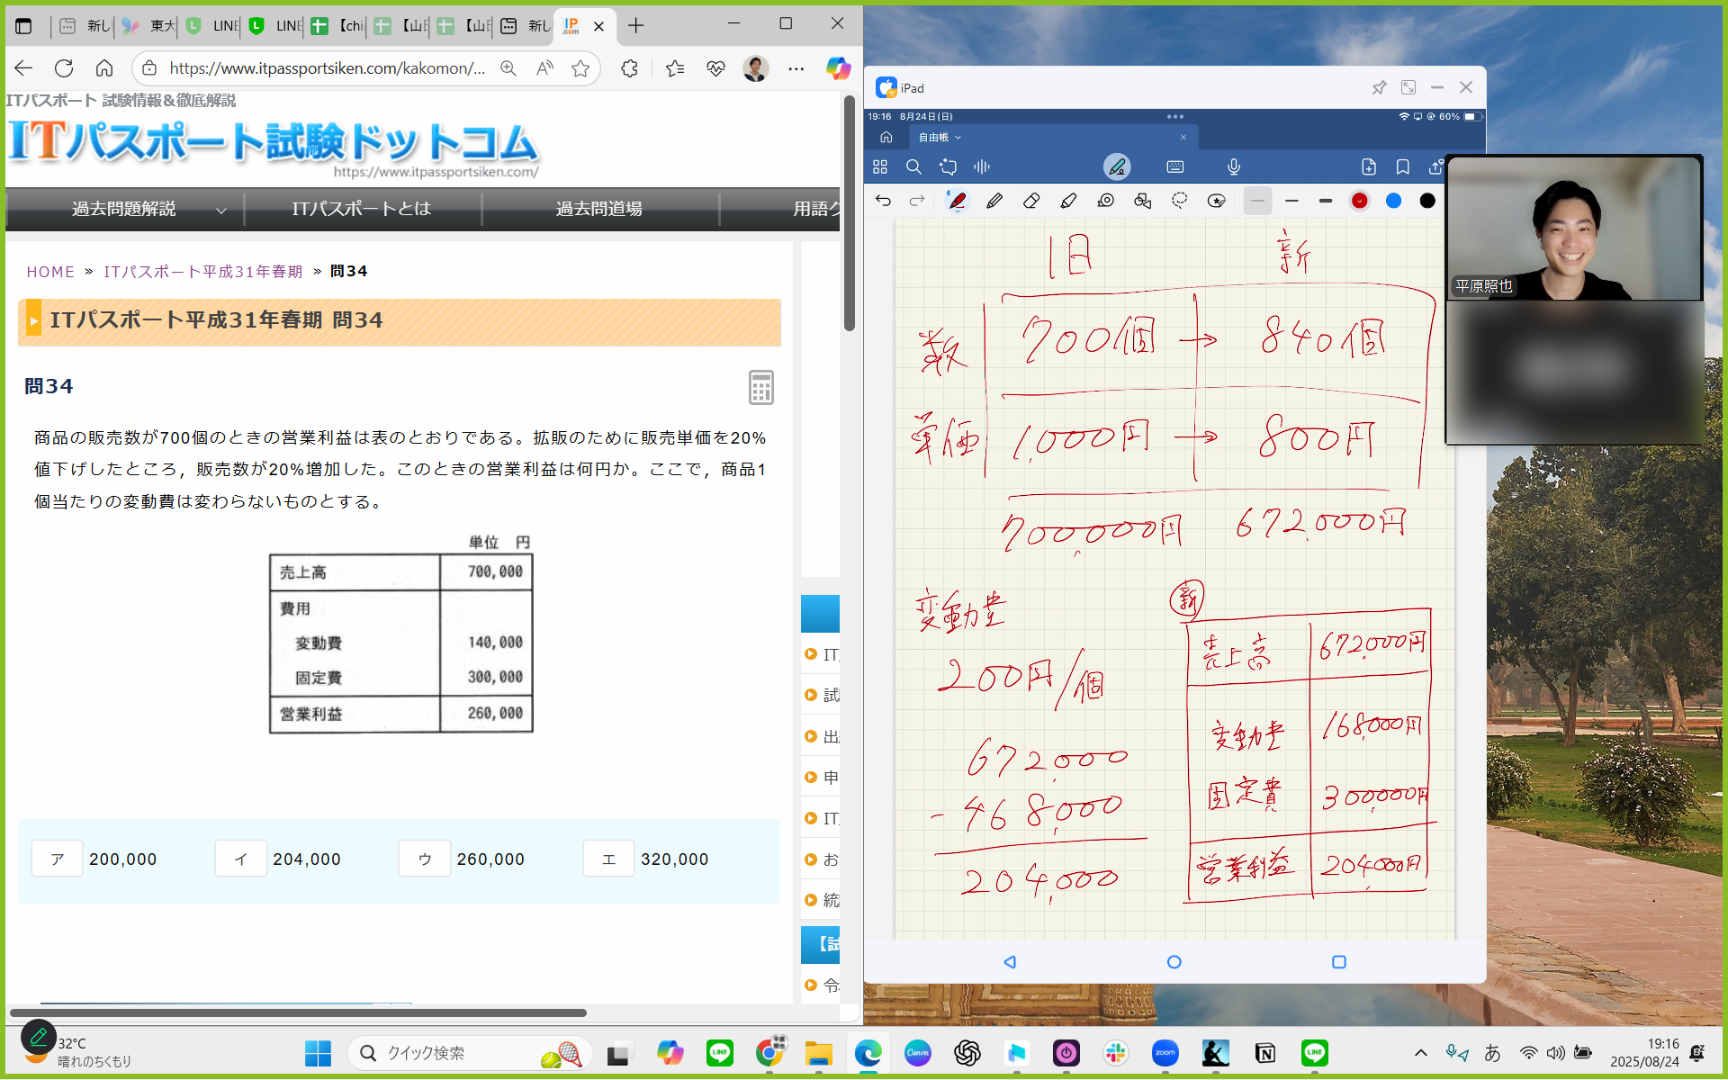 新し
東大
LINE
LINE
【chi
【山日
【山日
新し
IP
.com
https://www.itpassportsiken.com/kakomon/...
ITパスポート 試験情報&徹底解説
ITパスポート試験ドットコム
https://www.itpassportsiken.com/
過去問題解説
ITパスポートとは
過去問道場
用語ク
HOME » ITパスポート平成31年春期 » 問34
ITパスポート平成31年春期 問34
問34
商品の販売数が700個のときの営業利益は表のとおりである。拡販のために販売単価を20%
値下げしたところ，販売数が20%増加した。このときの営業利益は何円か。ここで，商品1
個当たりの変動費は変わらないものとする。
単位 円
売上高 700,000
費用
変動費 140,000
固定費 300,000
営業利益 260,000
ア 200,000
イ 204,000
ウ 260,000
エ 320,000
IT
試
出
申
IT
お
統
【試
令
iPad
19:16 8月24日(日)
60%
自由帳
旧 新
数 700個 → 840個
単価 1,000円 → 800円
700,000円 672,000円
変動費
200円/個
672,000
-468,000
204,000
新
売上高 672,000円
変動費 168,000円
固定費 300,000円
営業利益 204,000円
平原照也
32°C
晴れのちくもり
クイック検索
LINE
Canva
zoom
LINE
あ
19:16
2025/08/24